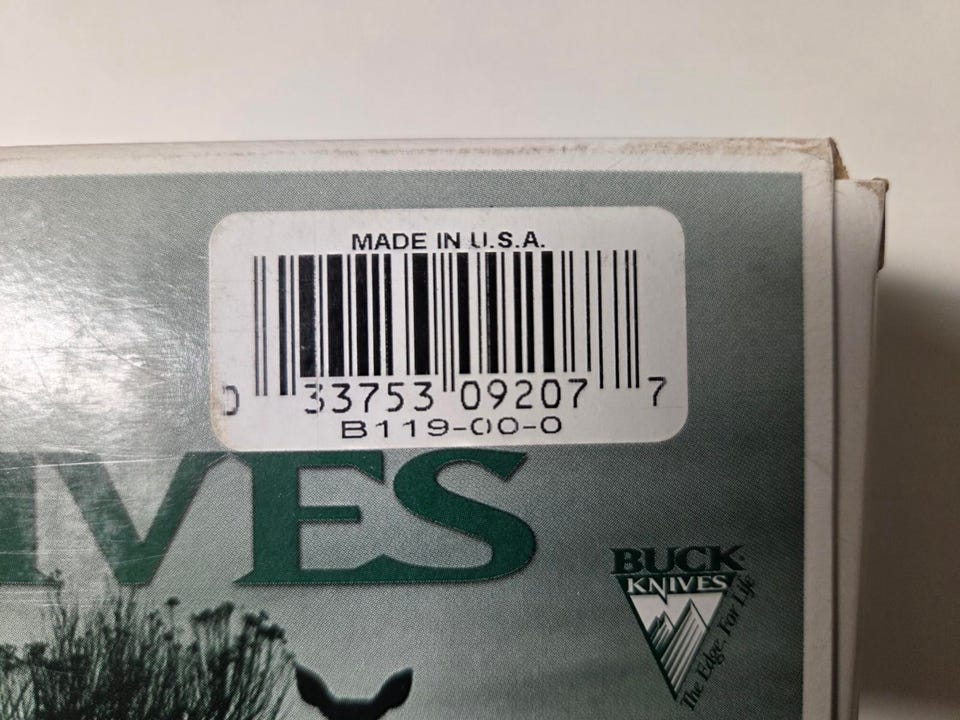 MADE IN U.S.A.
0 33753 09207 7
B119-00-0
IVES
BUCK
KNIVES
The Edge. For Life